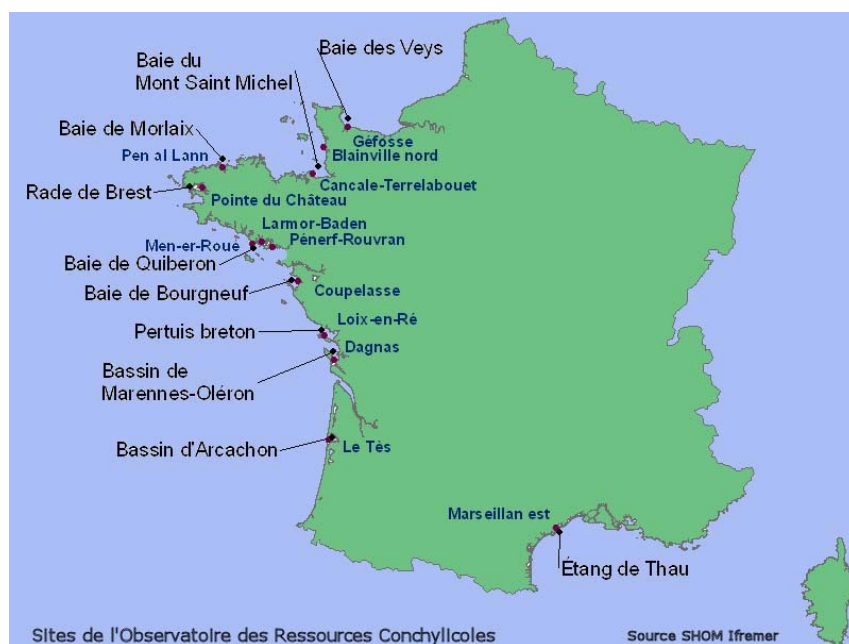 Baie des Veys
Baie du
Mont Saint Michel
Baie de Morlaix
Géfosse
Blainville nord
Pen al Lann
Cancale-Terrelabouet
Rade de Brest
Pointe du Château
Larmor-Baden
Men-er-Roué
Pénerf-Rouvran
Baie de Quiberon
Baie de Bourgneuf
Coupelasse
Loix-en-Ré
Pertuis breton
Dagnas
Bassin de
Marennes-Oléron
Bassin d'Arcachon
Le Tès
Marseillan est
Étang de Thau
Sites de l'Observatoire des Ressources Conchylicoles
Source SHOM Ifremer